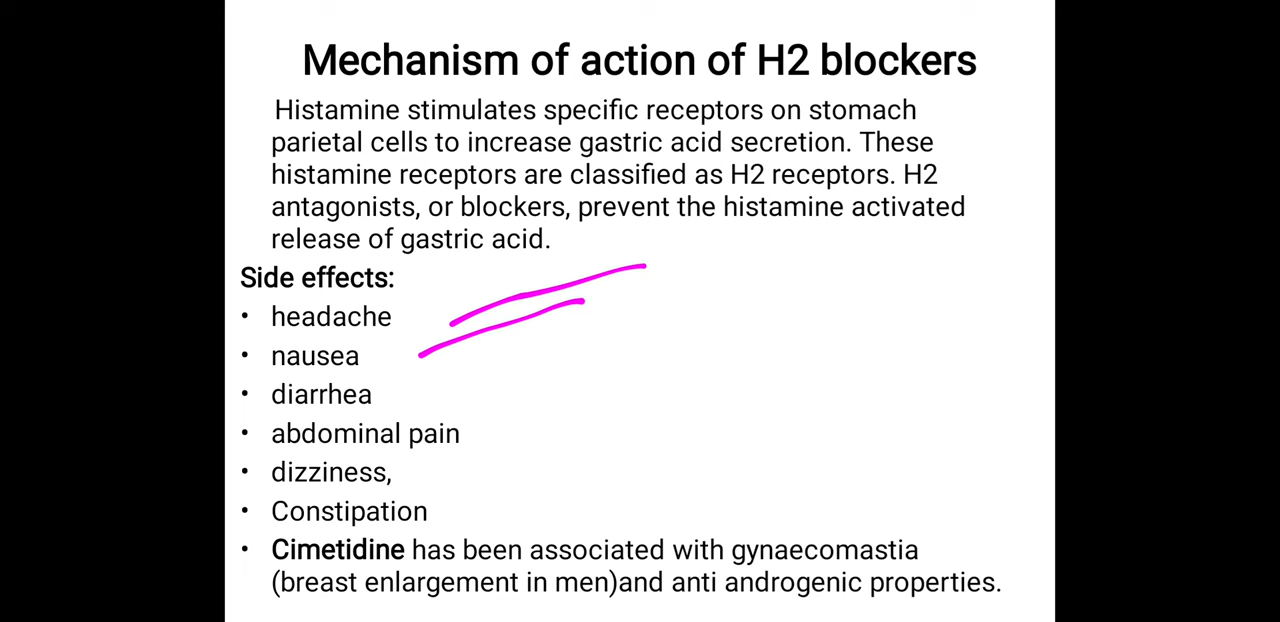 Mechanism of action of H2 blockers
Histamine stimulates specific receptors on stomach
parietal cells to increase gastric acid secretion. These
histamine receptors are classified as H2 receptors. H2
antagonists, or blockers, prevent the histamine activated
release of gastric acid.
Side effects:
• headache
• nausea
• diarrhea
• abdominal pain
• dizziness,
• Constipation
• Cimetidine has been associated with gynaecomastia
(breast enlargement in men)and anti androgenic properties.